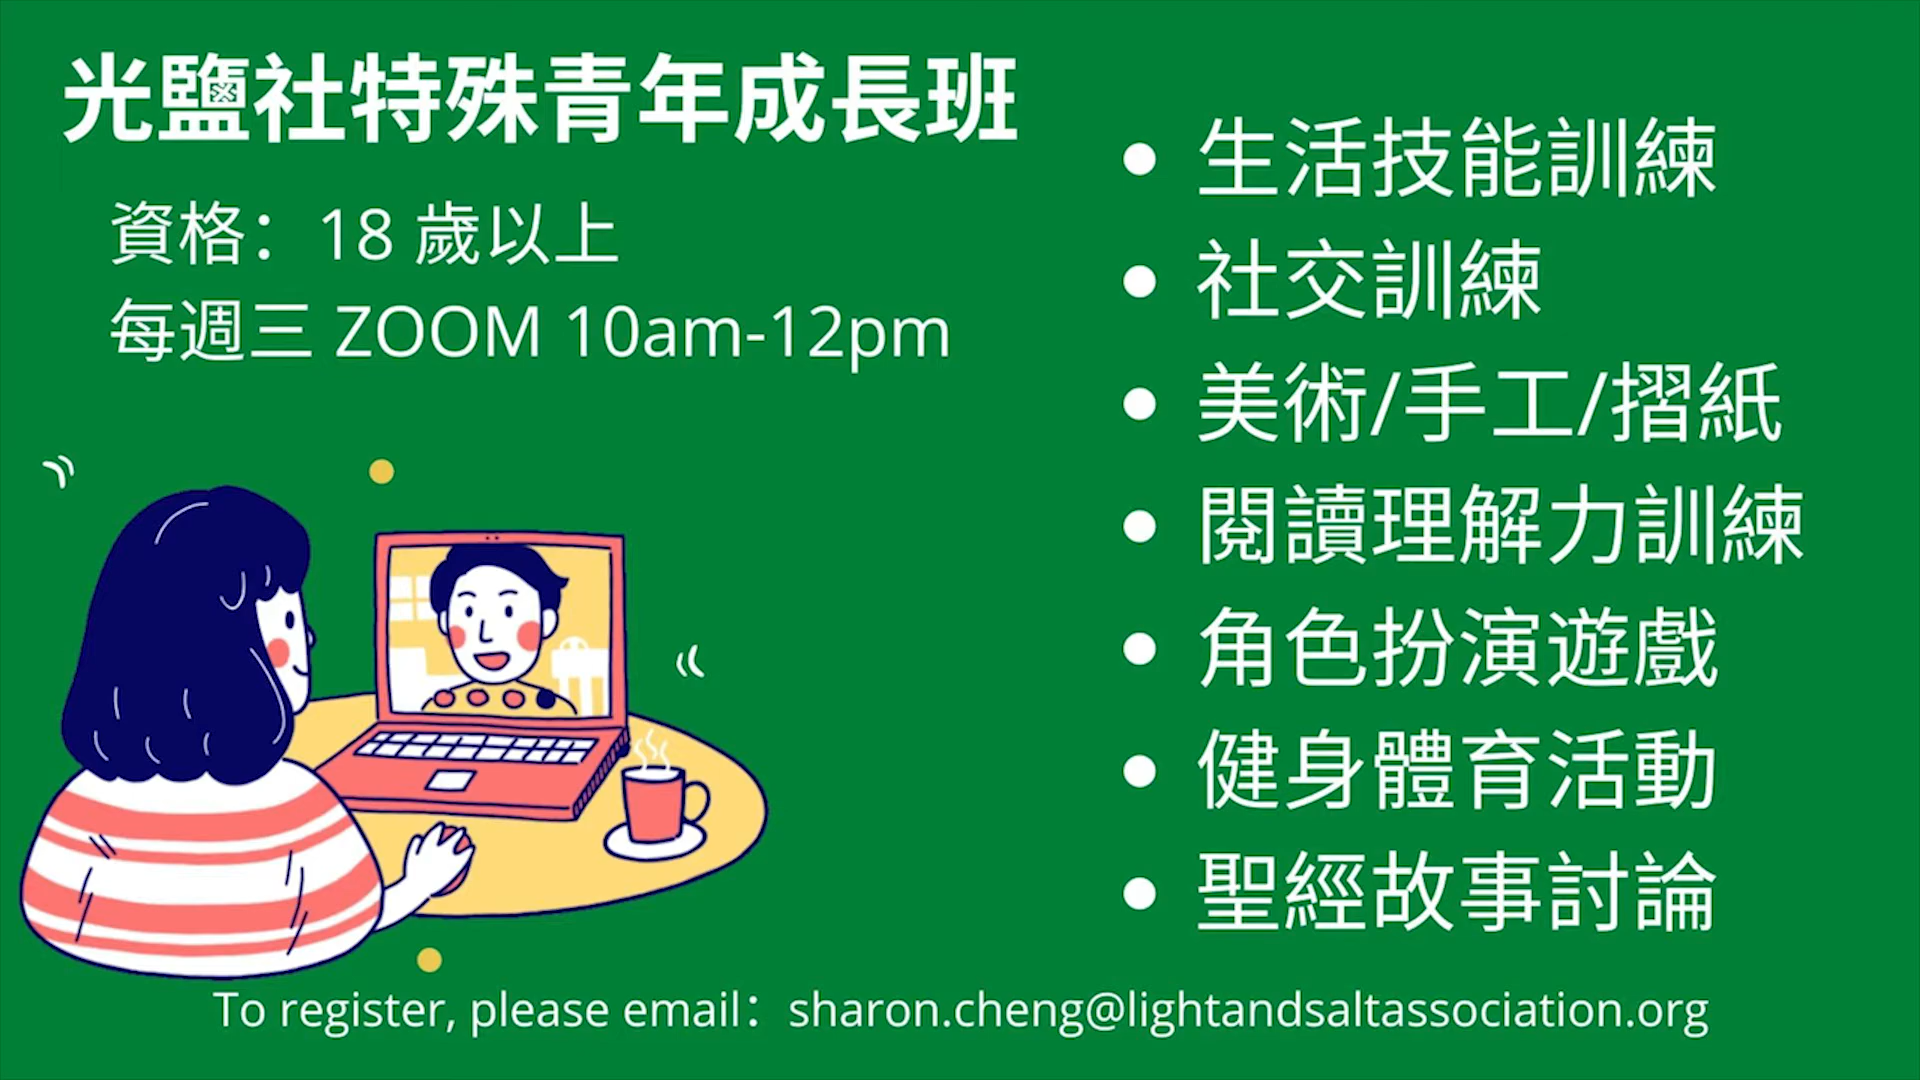 光鹽社特殊青年成長班
資格：18 歲以上
每週三 ZOOM 10am-12pm
• 生活技能訓練
• 社交訓練
• 美術/手工/摺紙
• 閱讀理解力訓練
• 角色扮演遊戲
• 健身體育活動
• 聖經故事討論
To register, please email：sharon.cheng@lightandsaltassociation.org